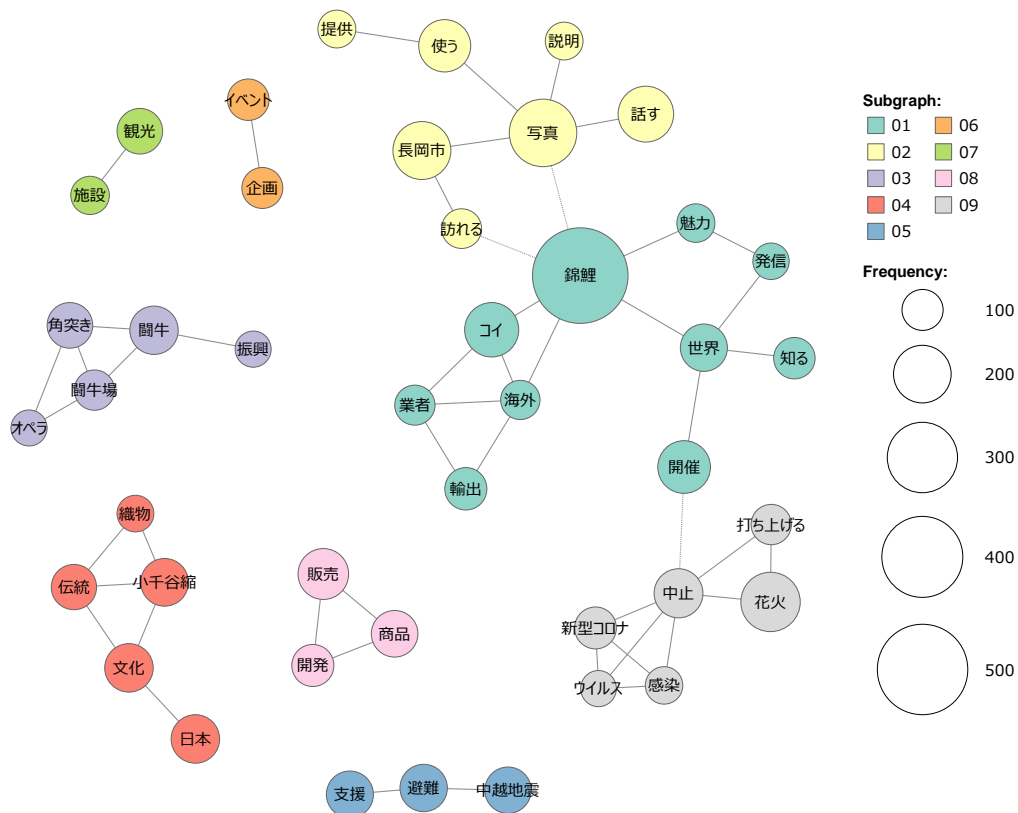 提供
使う
説明
写真
話す
長岡市
訪れる
イベント
企画
観光
施設
錦鯉
魅力
発信
世界
知る
コイ
業者
海外
輸出
開催
角突き
闘牛
振興
闘牛場
オペラ
織物
伝統
小千谷縮
文化
日本
販売
商品
開発
打ち上げる
中止
花火
新型コロナ
ウイルス
感染
支援
避難
中越地震
Subgraph:
01
02
03
04
05
06
07
08
09
Frequency:
100
200
300
400
500